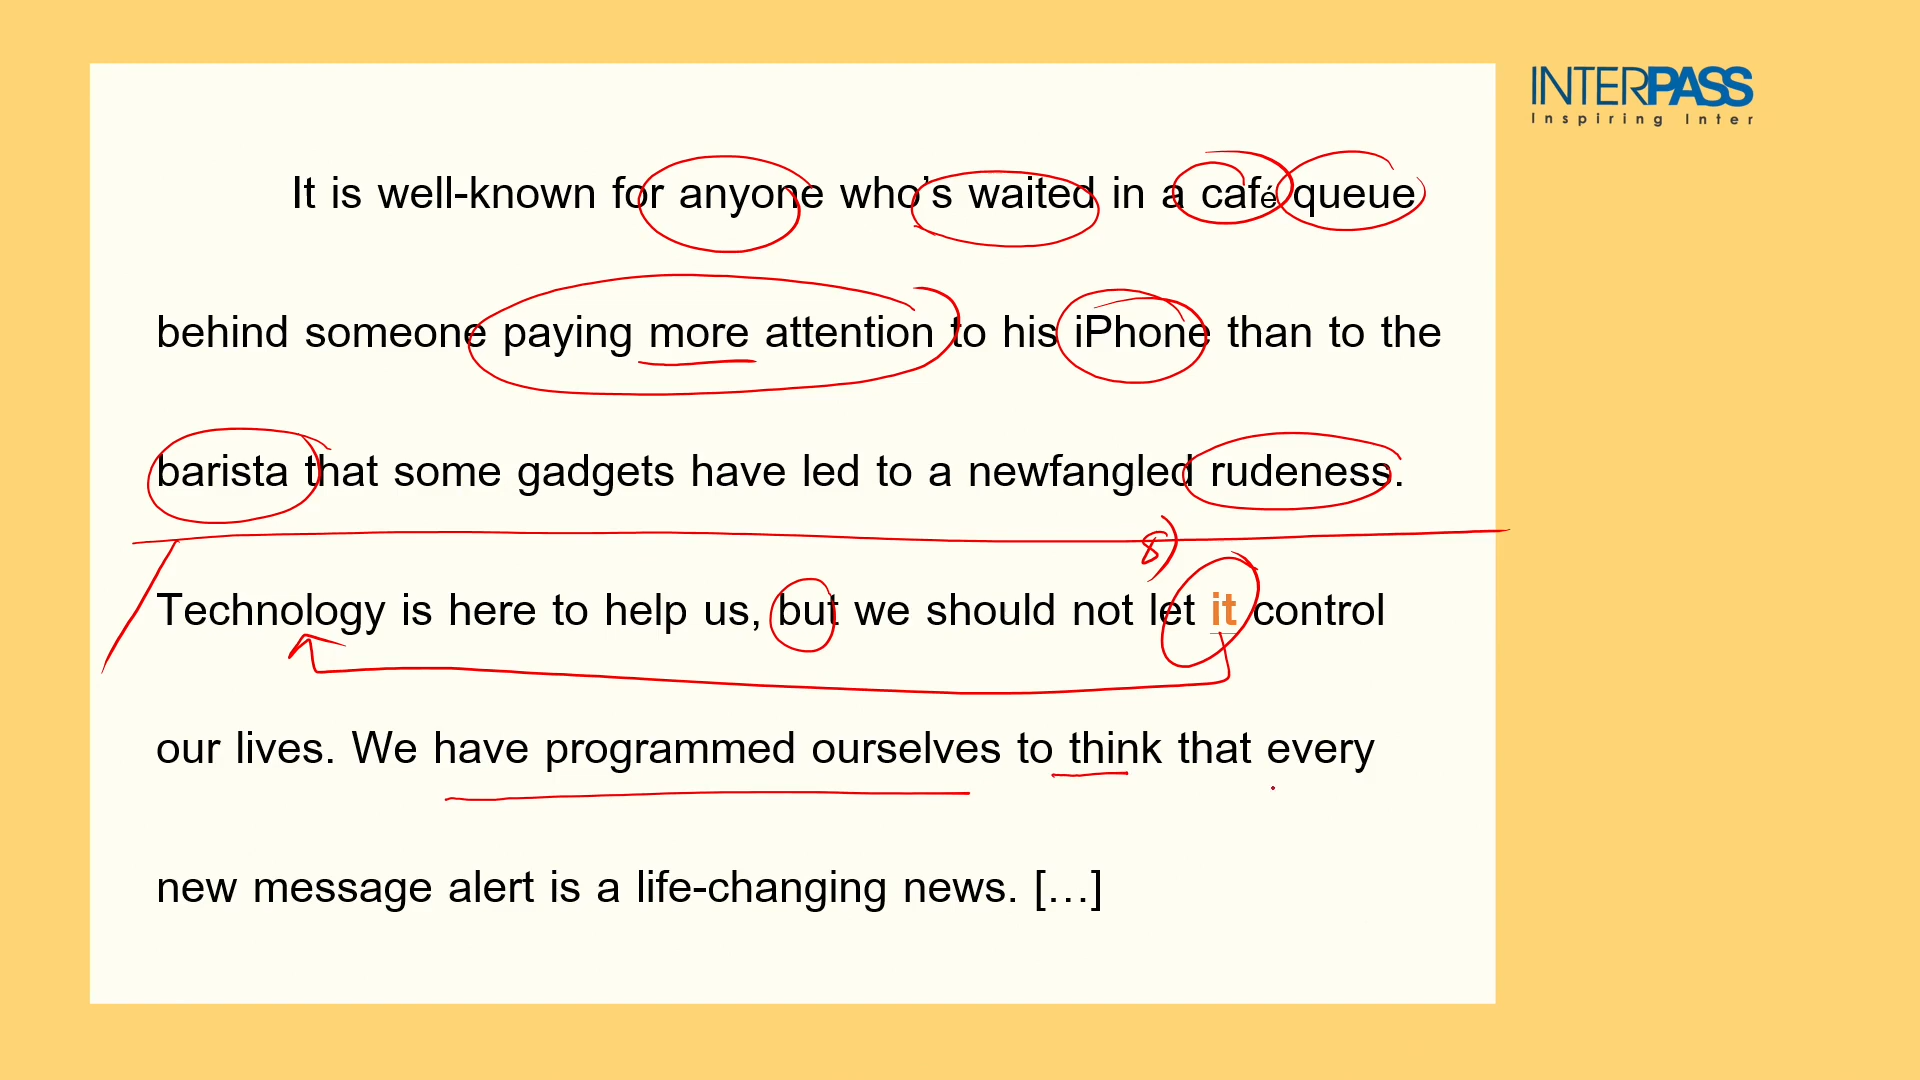 INTERPASS
Inspiring Inter
It is well-known for anyone who's waited in a café queue
behind someone paying more attention to his iPhone than to the
barista that some gadgets have led to a newfangled rudeness.
8)
Technology is here to help us, but we should not let it control
our lives. We have programmed ourselves to think that every
new message alert is a life-changing news. […]